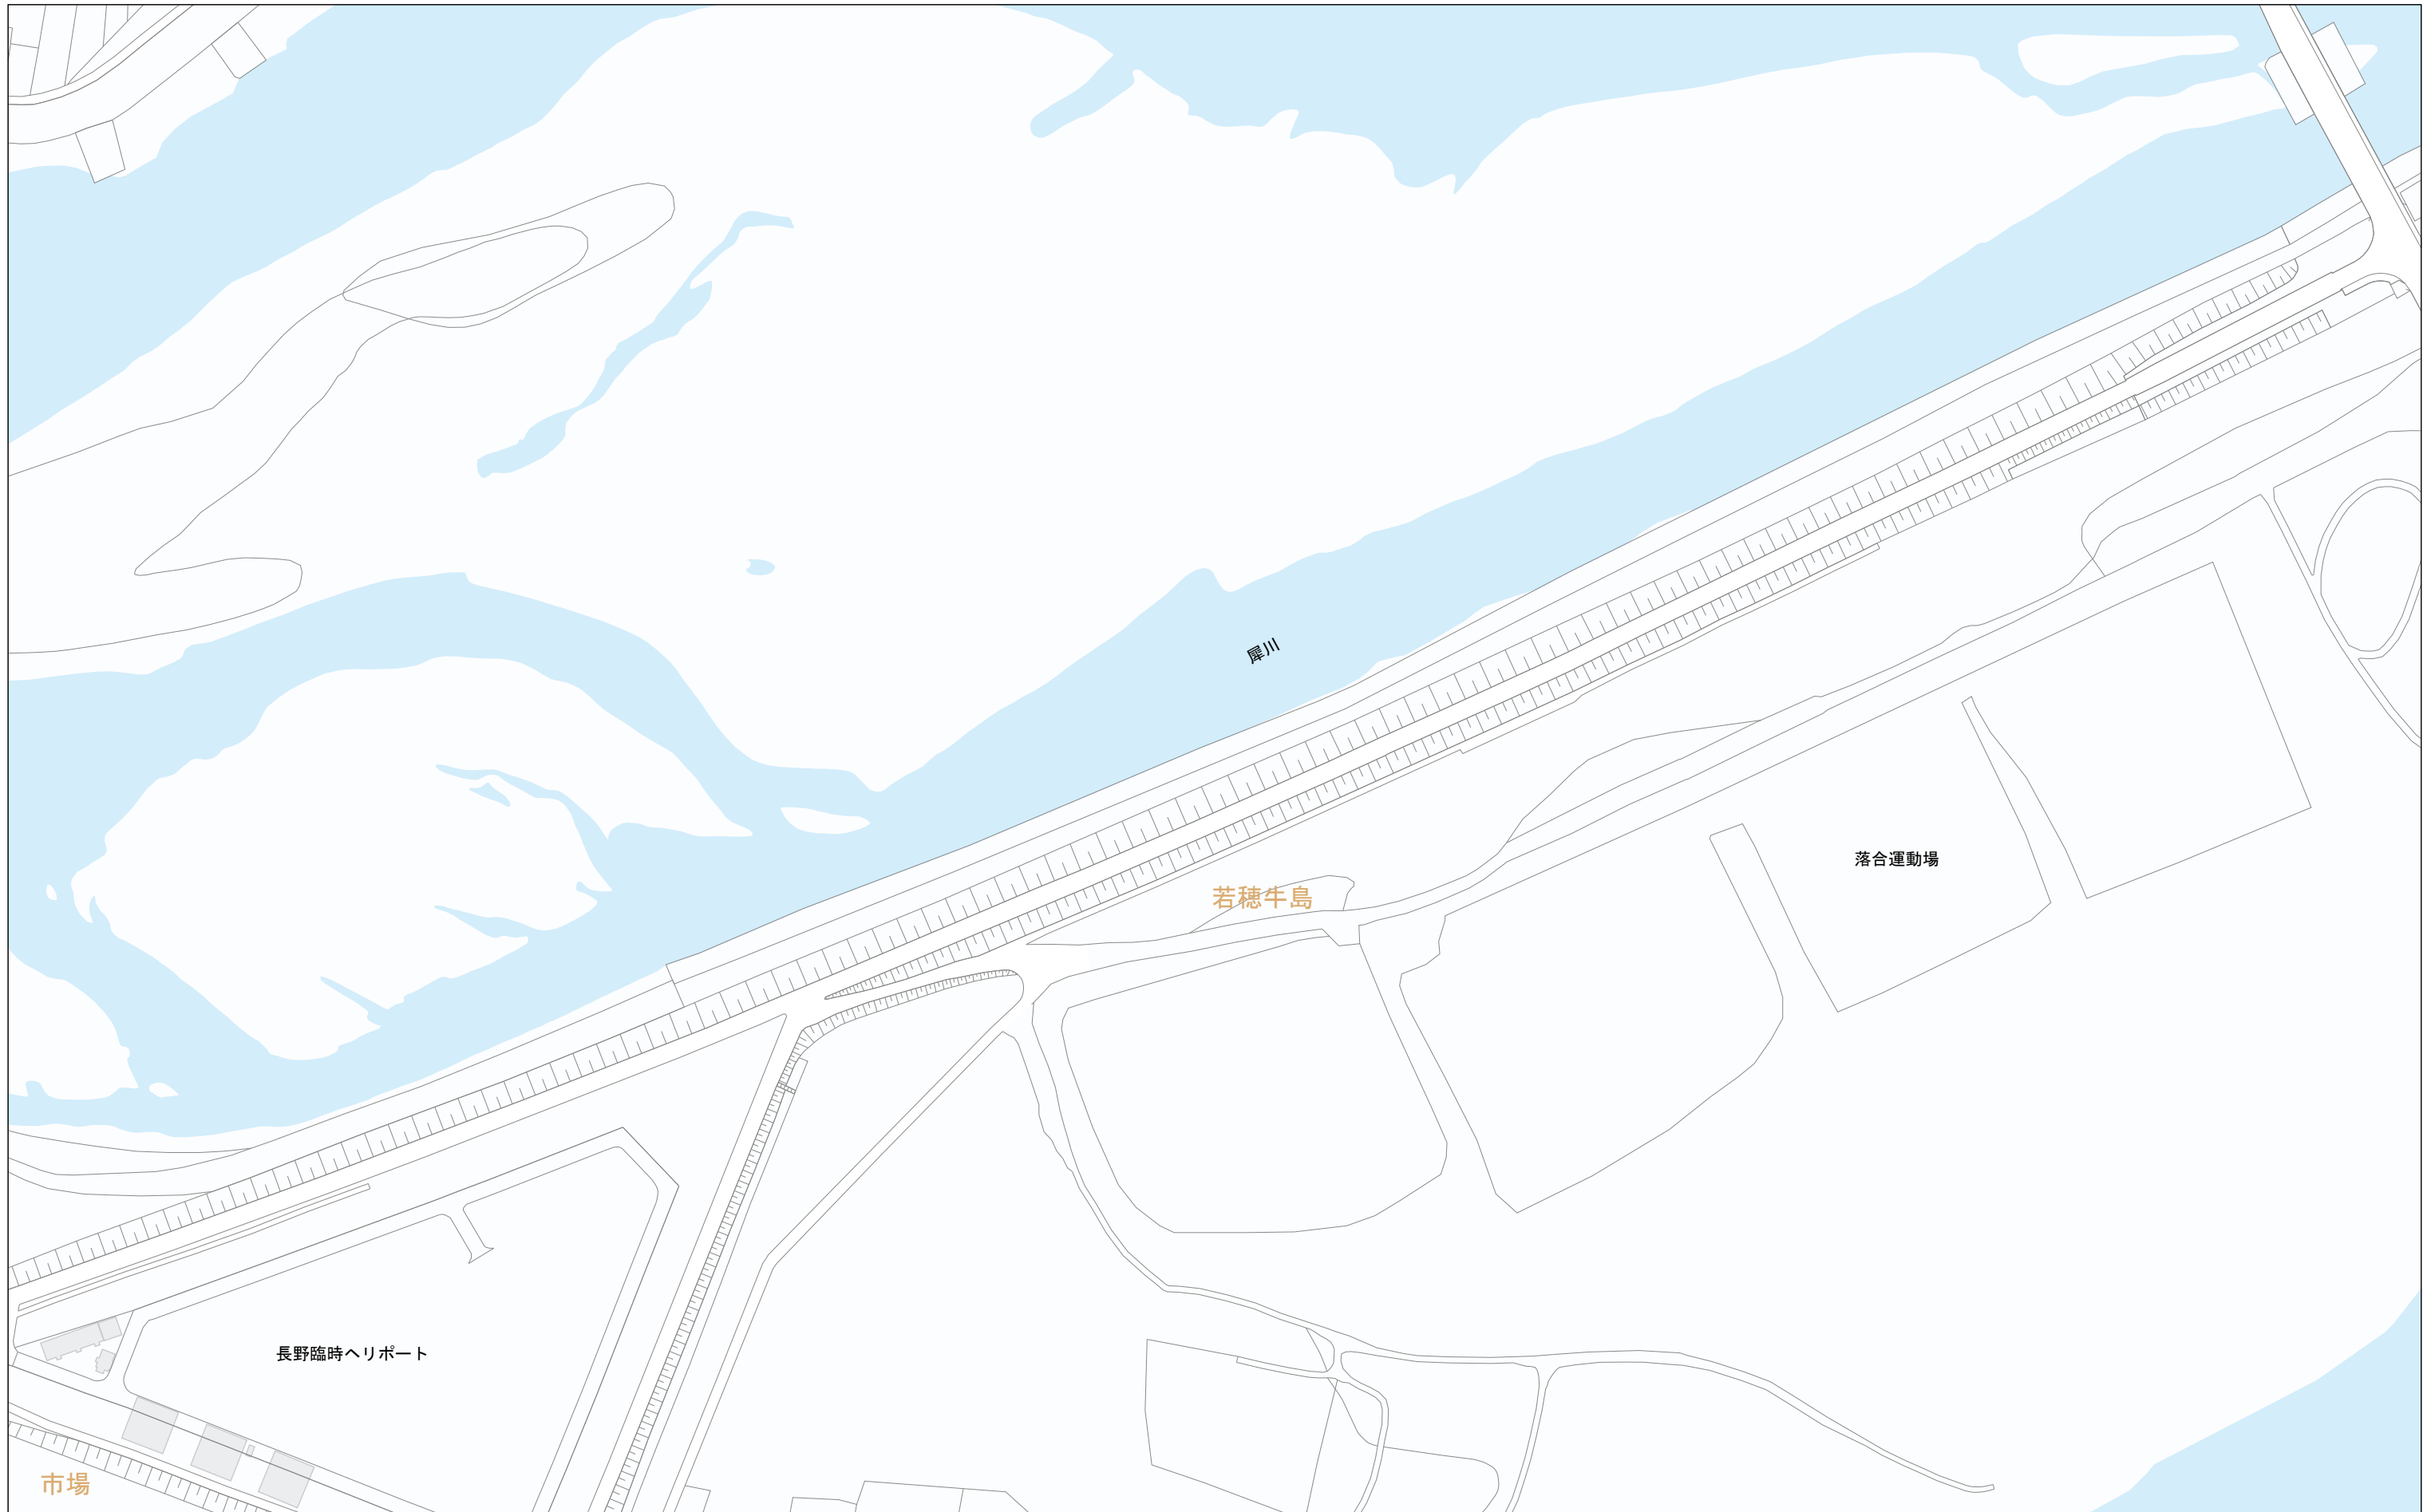 犀川
落合運動場
若穂牛島
長野臨時ヘリポート
市場